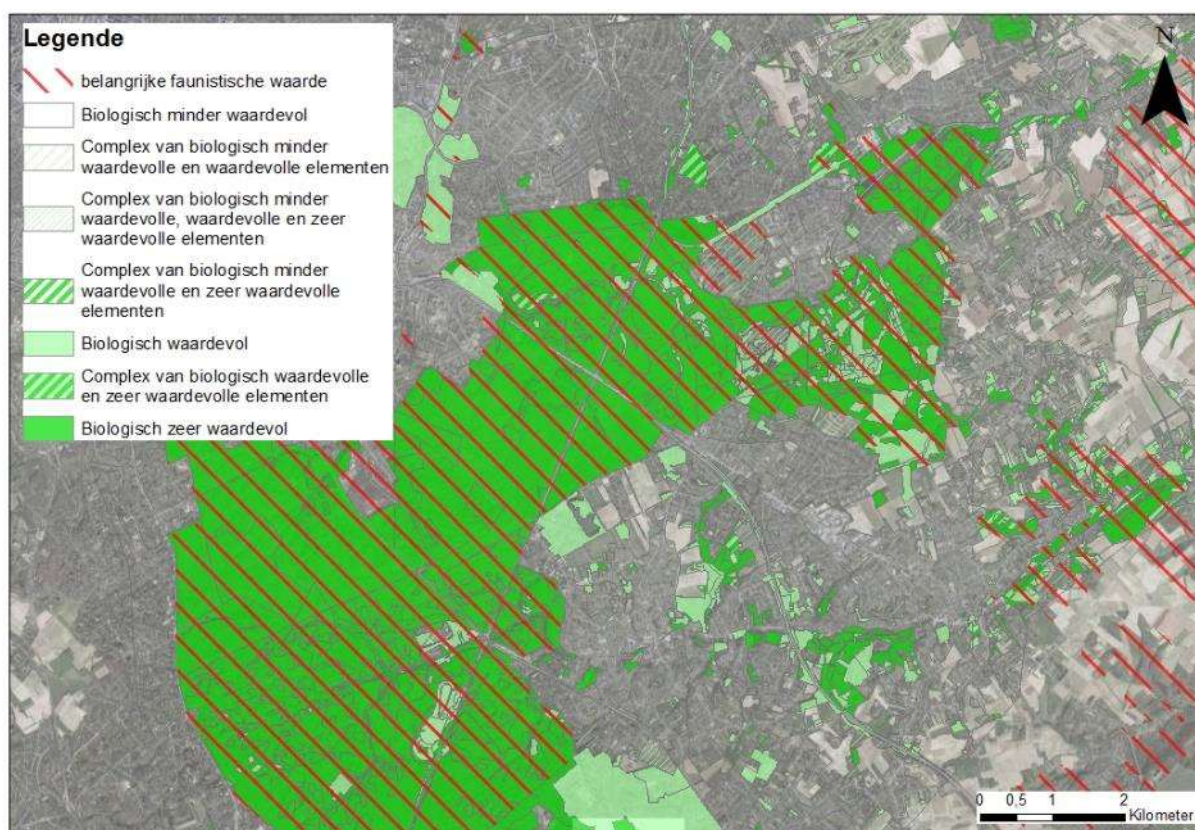 Legende
belangrijke faunistische waarde
Biologisch minder waardevol
Complex van biologisch minder
waardevolle en waardevolle elementen
Complex van biologisch minder
waardevolle, waardevolle en zeer
waardevolle elementen
Complex van biologisch minder
waardevolle en zeer waardevolle
elementen
Biologisch waardevol
Complex van biologisch waardevolle
en zeer waardevolle elementen
Biologisch zeer waardevol
N
0 0,5 1 2
Kilometer